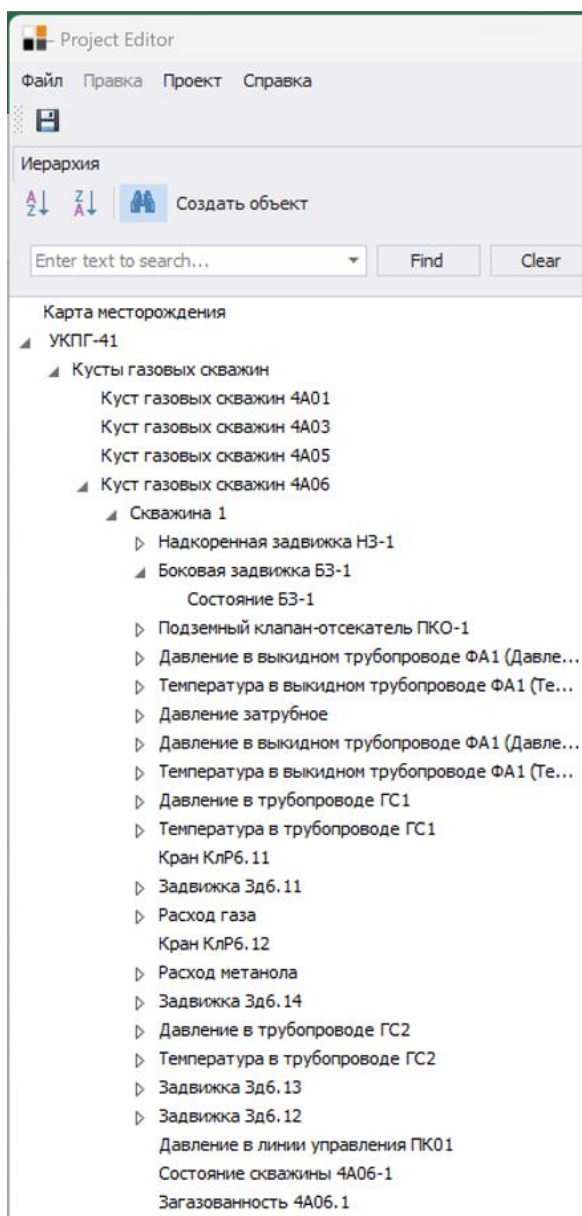 Project Editor
Файл Правка Проект Справка
Иерархия
Создать объект
Enter text to search... Find Clear
Карта месторождения
УКПГ-41
Кусты газовых скважин
Куст газовых скважин 4А01
Куст газовых скважин 4А03
Куст газовых скважин 4А05
Куст газовых скважин 4А06
Скважина 1
Надкоренная задвижка НЗ-1
Боковая задвижка БЗ-1
Состояние БЗ-1
Подземный клапан-отсекатель ПКО-1
Давление в выкидном трубопроводе ФА1 (Давле...
Температура в выкидном трубопроводе ФА1 (Те...
Давление затрубное
Давление в выкидном трубопроводе ФА1 (Давле...
Температура в выкидном трубопроводе ФА1 (Те...
Давление в трубопроводе ГС1
Температура в трубопроводе ГС1
Кран КлР6.11
Задвижка Зд6.11
Расход газа
Кран КлР6.12
Расход метанола
Задвижка Зд6.14
Давление в трубопроводе ГС2
Температура в трубопроводе ГС2
Задвижка Зд6.13
Задвижка Зд6.12
Давление в линии управления ПК01
Состояние скважины 4А06-1
Загазованность 4А06.1